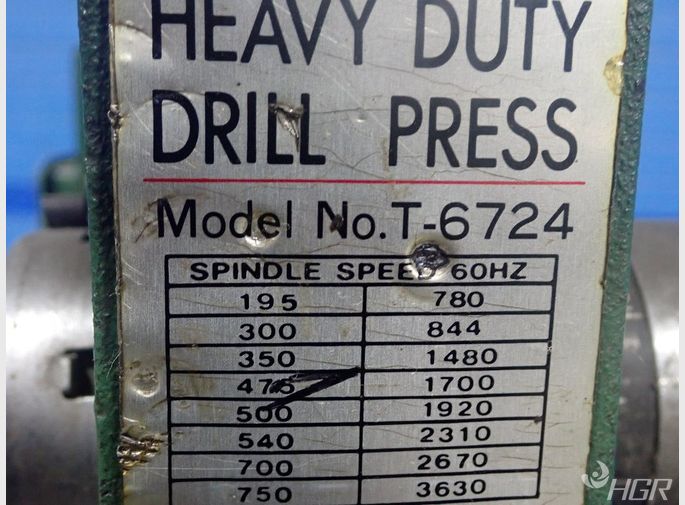 HEAVY DUTY
DRILL PRESS
Model No.T-6724
SPINDLE SPEED 60HZ
195 780
300 844
350 1480
475 1700
500 1920
540 2310
700 2670
750 3630
HGR